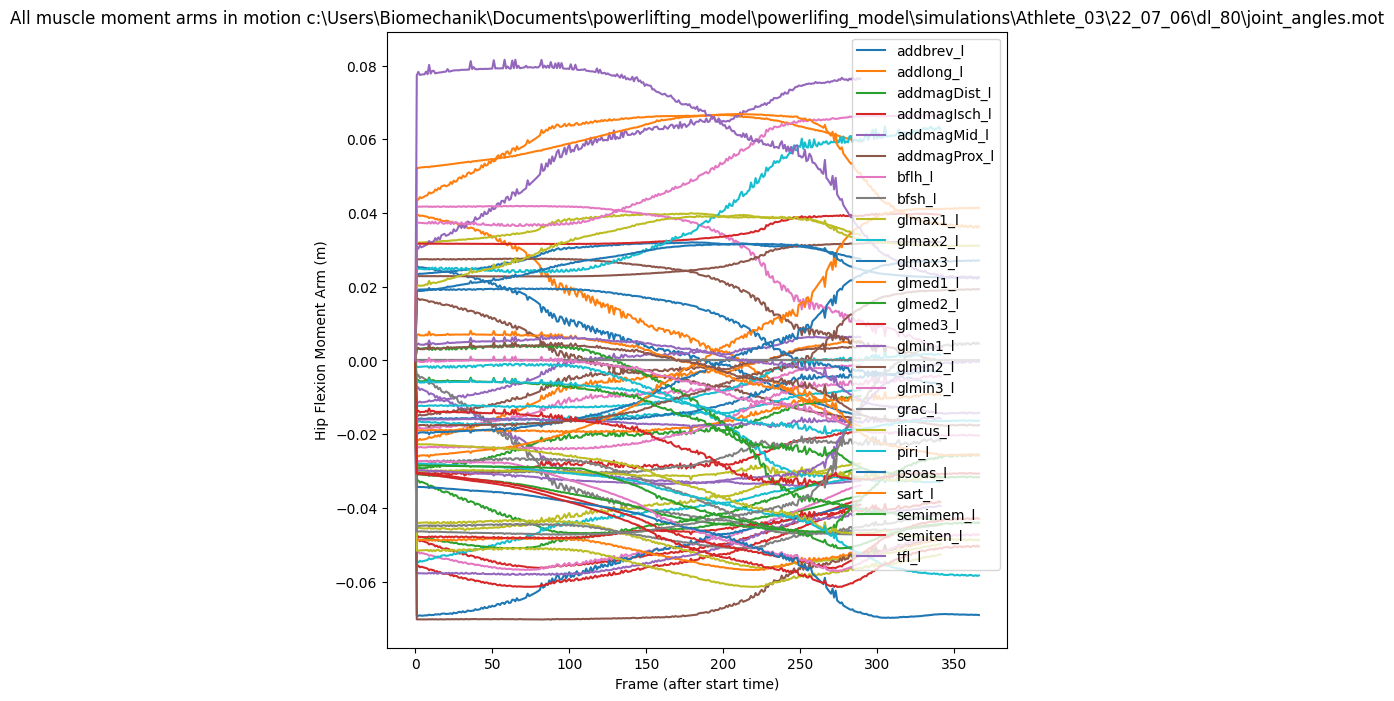 All muscle moment arms in motion c:\Users\Biomechanik\Documents\powerlifting_model\powerlifing_model\simulations\Athlete_03\22_07_06\dl_80\joint_angles.mot
Hip Flexion Moment Arm (m)
0.08
0.06
0.04
0.02
0.00
−0.02
−0.04
−0.06
addbrev_l
addlong_l
addmagDist_l
addmagIsch_l
addmagMid_l
addmagProx_l
bflh_l
bfsh_l
glmax1_l
glmax2_l
glmax3_l
glmed1_l
glmed2_l
glmed3_l
glmin1_l
glmin2_l
glmin3_l
grac_l
iliacus_l
piri_l
psoas_l
sart_l
semimem_l
semiten_l
tfl_l
0 50 100 150 200 250 300 350
Frame (after start time)